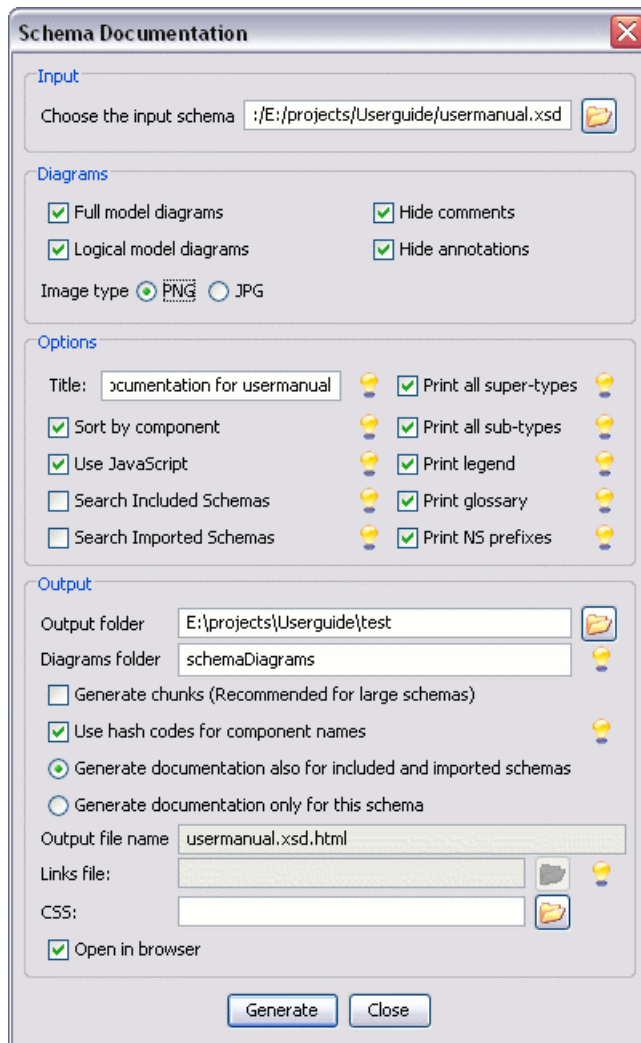 Schema Documentation
Input
Choose the input schema :/E:/projects/Userguide/usermanual.xsd
Diagrams
Full model diagrams Hide comments
Logical model diagrams Hide annotations
Image type PNG JPG
Options
Title: ocumentation for usermanual Print all super-types
Sort by component Print all sub-types
Use JavaScript Print legend
Search Included Schemas Print glossary
Search Imported Schemas Print NS prefixes
Output
Output folder E:\projects\Userguide\test
Diagrams folder schemaDiagrams
Generate chunks (Recommended for large schemas)
Use hash codes for component names
Generate documentation also for included and imported schemas
Generate documentation only for this schema
Output file name usermanual.xsd.html
Links file:
CSS:
Open in browser
Generate Close